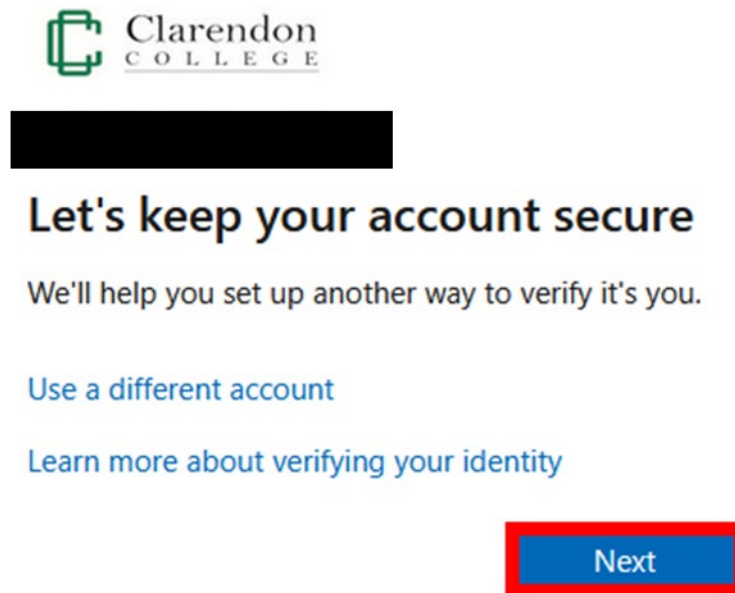 Clarendon
COLLEGE
Let's keep your account secure
We'll help you set up another way to verify it's you.
Use a different account
Learn more about verifying your identity
Next